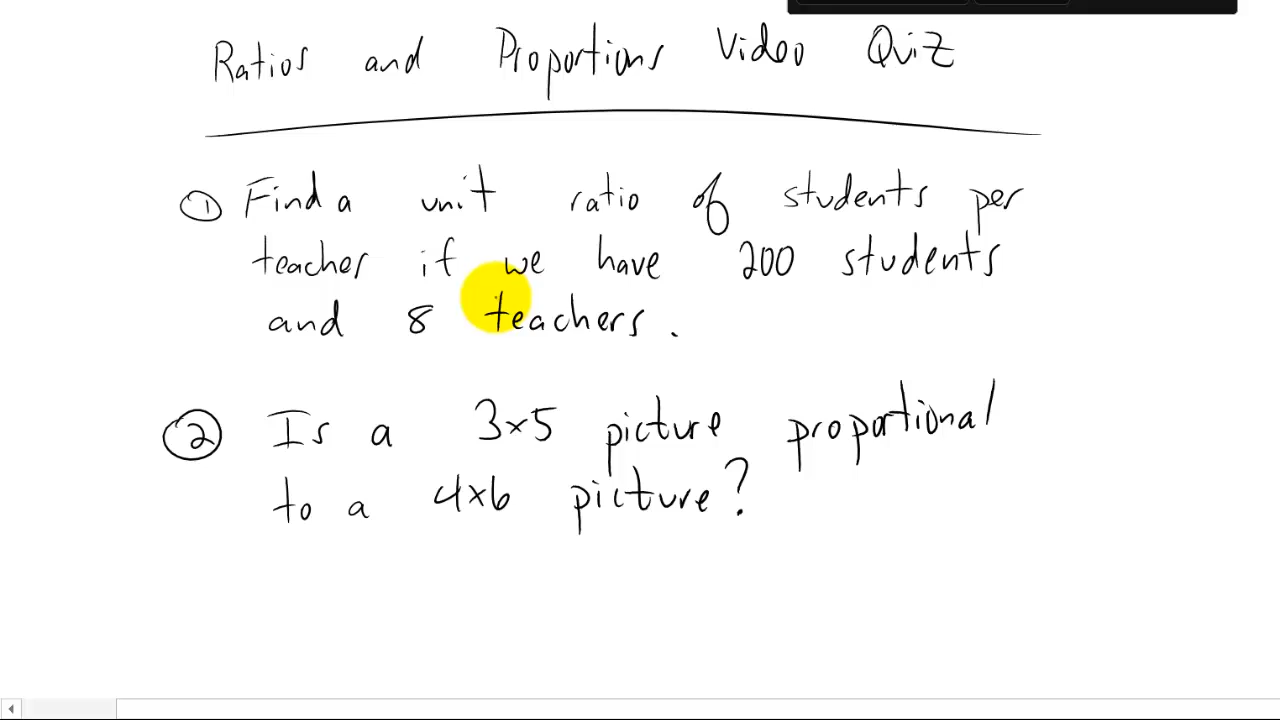 Ratios and Proportions Video Quiz
① Find a unit ratio of students per
teacher if we have 200 students
and 8 teachers.
② Is a 3x5 picture proportional
to a 4x6 picture?